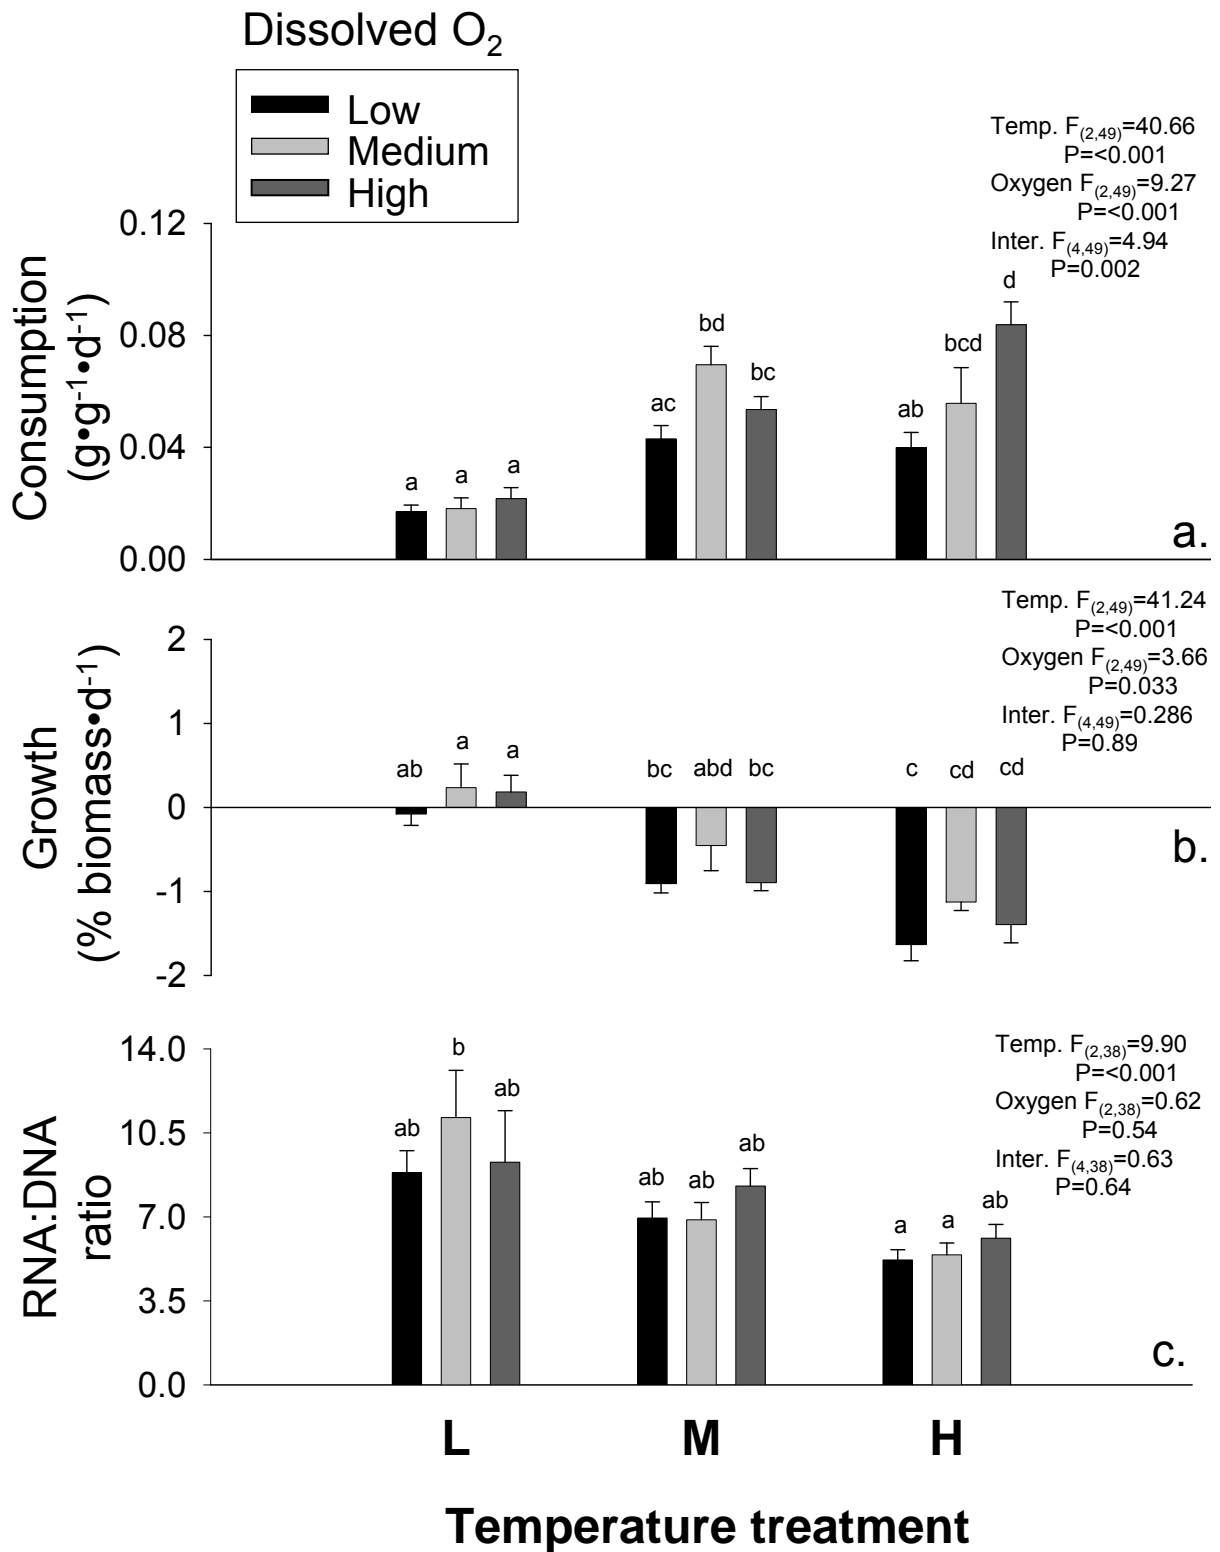 Dissolved O2
Low
Medium
High
Temp. F(2,49)=40.66
P=<0.001
Oxygen F(2,49)=9.27
P=<0.001
Inter. F(4,49)=4.94
P=0.002
Consumption
(g•g-1•d-1)
0.12
0.08
0.04
0.00
a a a
ac bd bc
ab bcd d
a.
Temp. F(2,49)=41.24
P=<0.001
Oxygen F(2,49)=3.66
P=0.033
Inter. F(4,49)=0.286
P=0.89
Growth
(% biomass•d-1)
2
1
0
-1
-2
ab a a
bc abd bc
c cd cd
b.
Temp. F(2,38)=9.90
P=<0.001
Oxygen F(2,38)=0.62
P=0.54
Inter. F(4,38)=0.63
P=0.64
RNA:DNA
ratio
14.0
10.5
7.0
3.5
0.0
ab b ab
ab ab ab
a a ab
c.
L M H
Temperature treatment